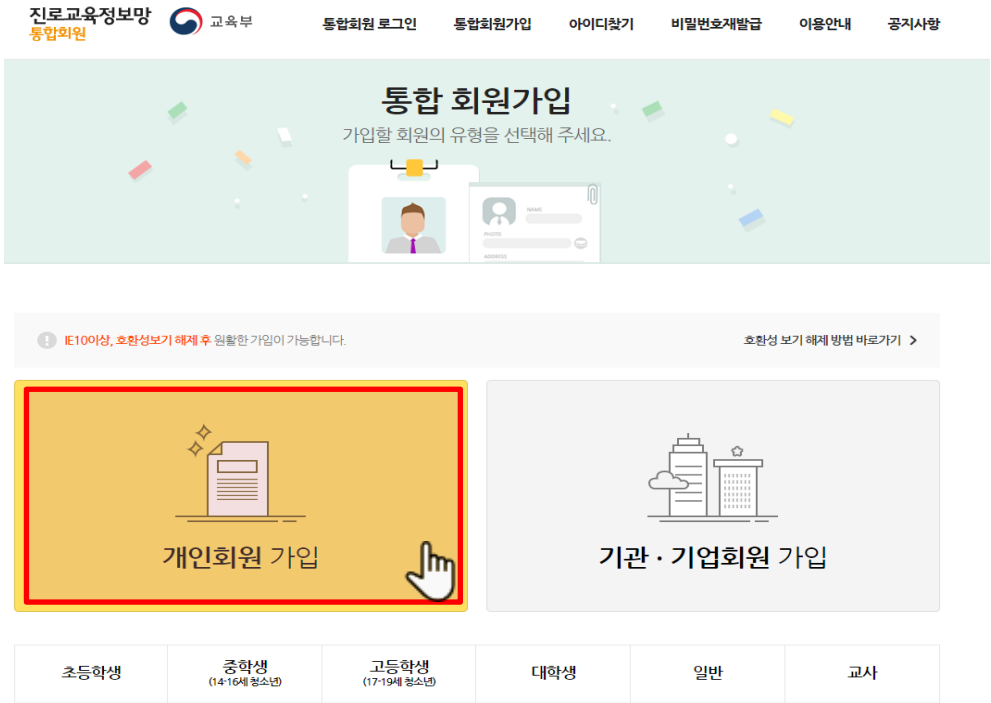 진로교육정보망
통합회원
교육부
통합회원 로그인 통합회원가입 아이디찾기 비밀번호재발급 이용안내 공지사항
통합 회원가입
가입할 회원의 유형을 선택해 주세요.
NAME
PHOTO
ADDRESS
IE10이상, 호환성보기 해제 후 원활한 가입이 가능합니다.
호환성 보기 해제 방법 바로가기 >
개인회원 가입
기관 · 기업회원 가입
초등학생
중학생
(14-16세 청소년)
고등학생
(17-19세 청소년)
대학생
일반
교사